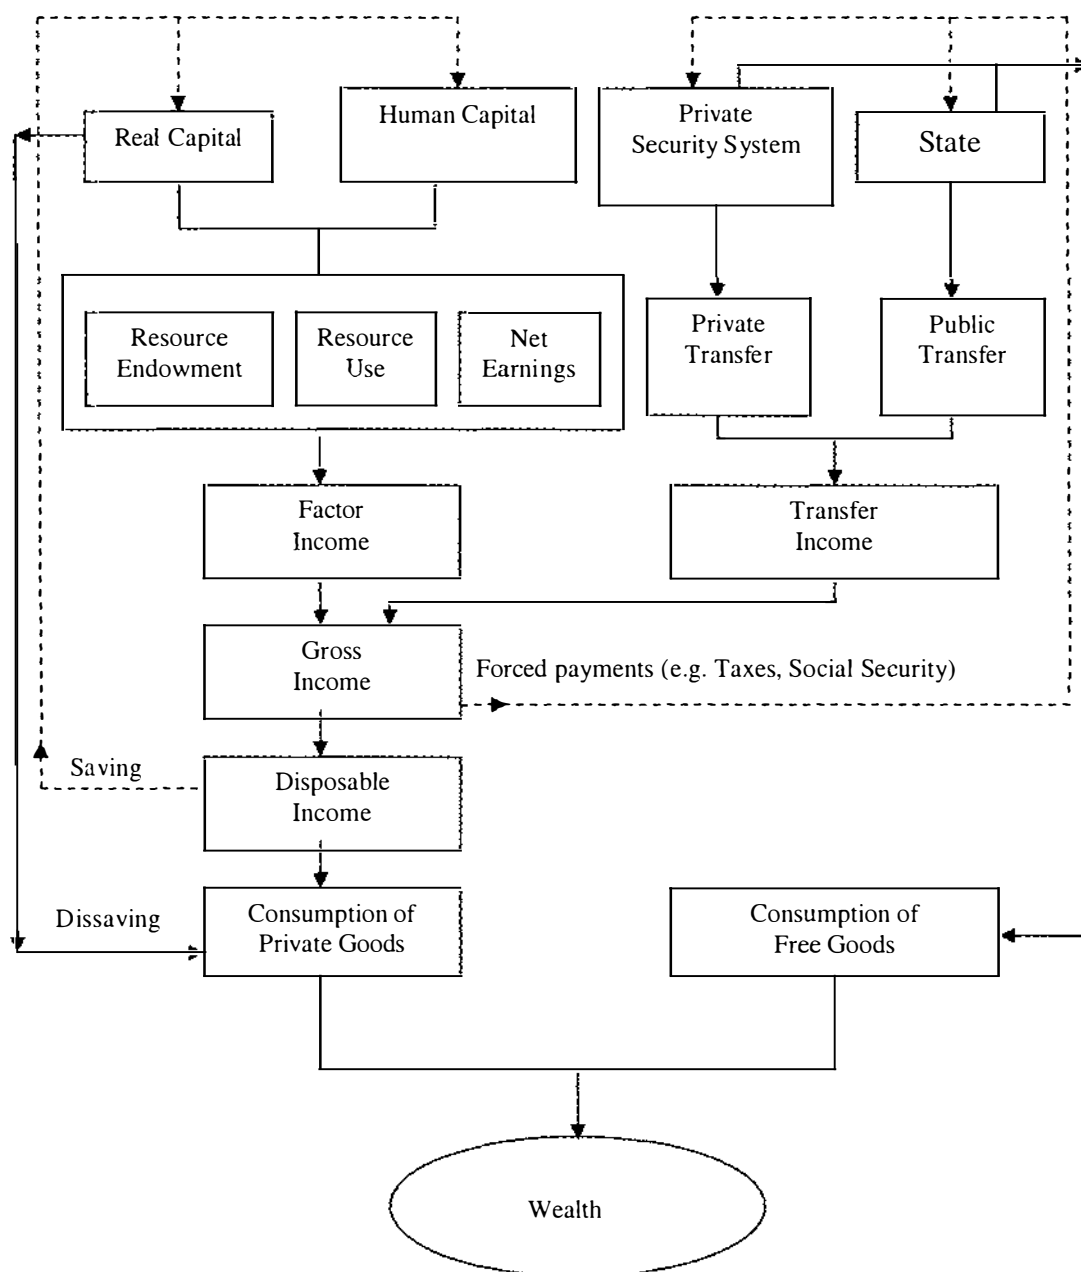 Real Capital
Human Capital
Private
Security System
State
Resource
Endowment
Resource
Use
Net
Earnings
Private
Transfer
Public
Transfer
Factor
Income
Transfer
Income
Gross
Income
Forced payments (e.g. Taxes, Social Security)
Saving
Disposable
Income
Dissaving
Consumption of
Private Goods
Consumption of
Free Goods
Wealth